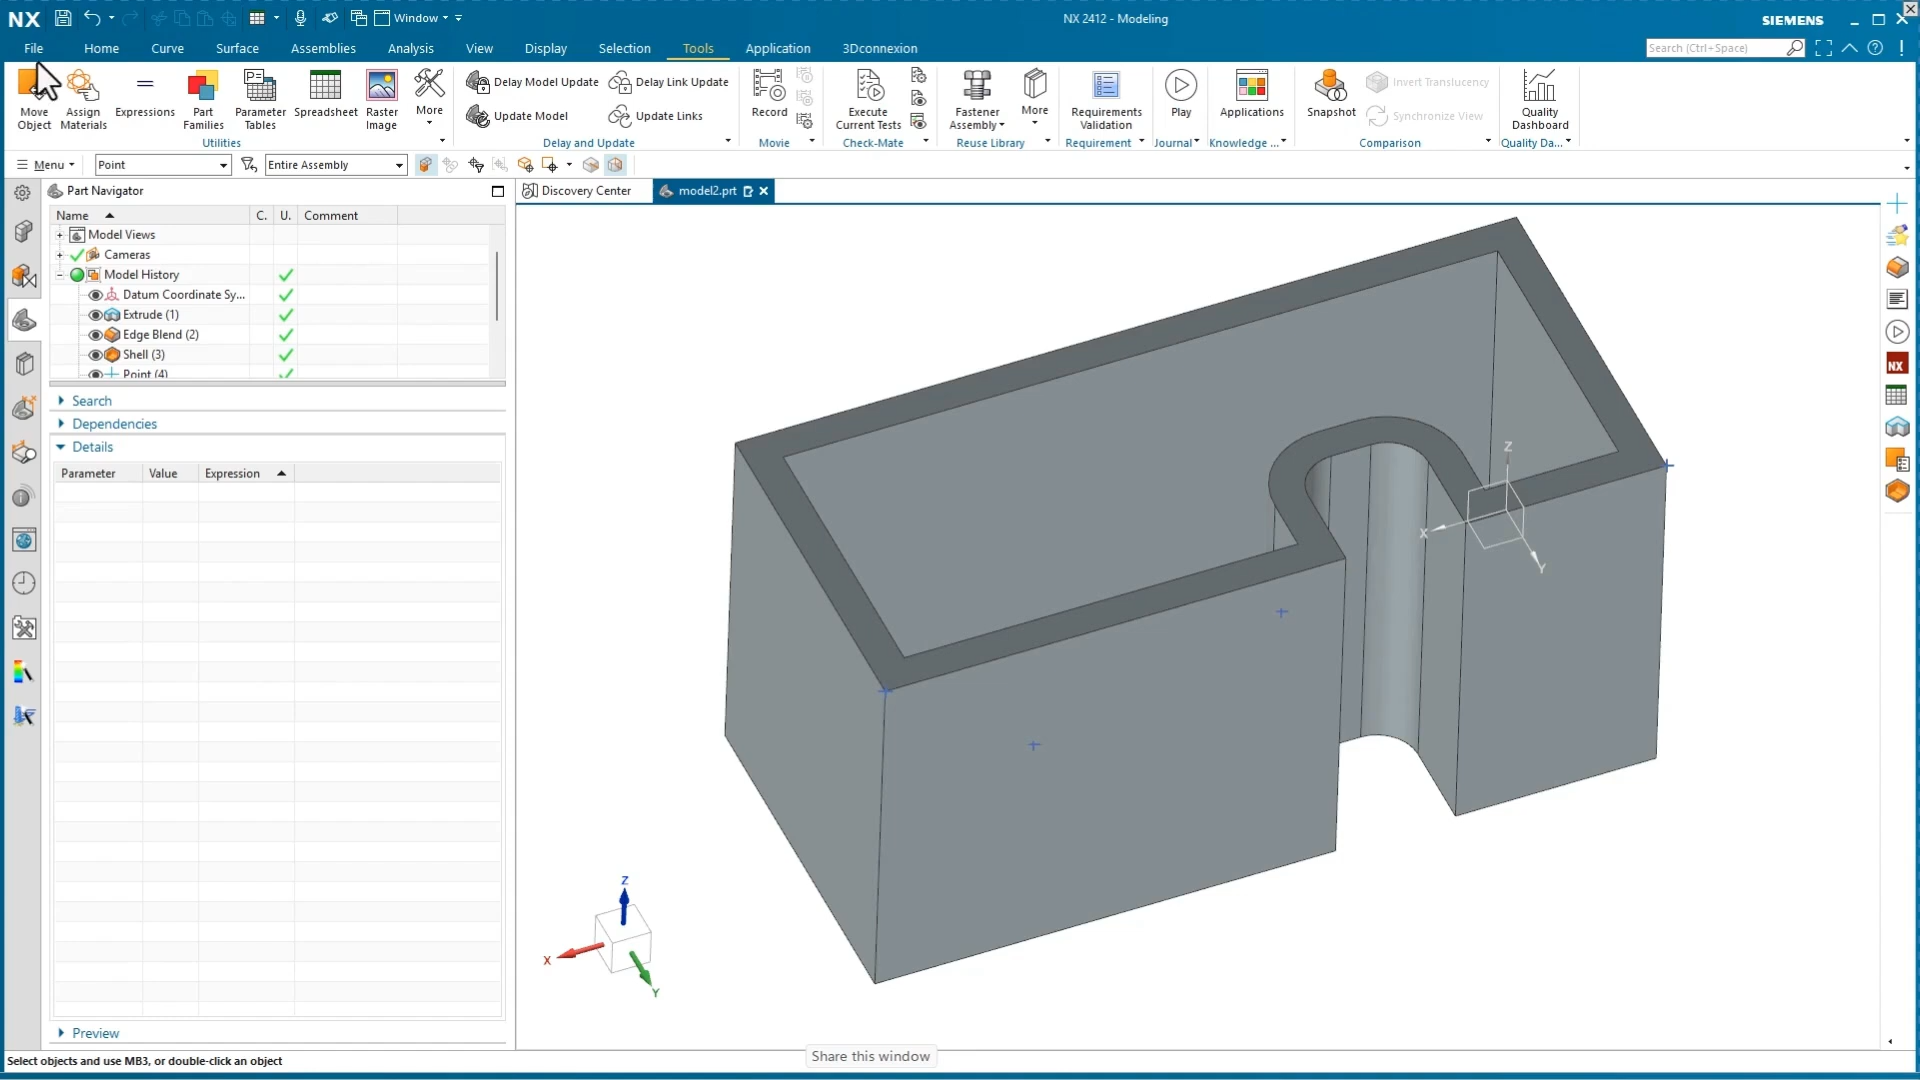 NX
Window
NX 2412 - Modeling
SIEMENS
File
Home
Curve
Surface
Assemblies
Analysis
View
Display
Selection
Tools
Application
3Dconnexion
Search (Ctrl+Space)
Move
Object
Assign
Materials
Expressions
Part
Families
Parameter
Tables
Spreadsheet
Raster
Image
More
Delay Model Update
Delay Link Update
Update Model
Update Links
Record
Execute
Current Tests
Fastener
Assembly
More
Requirements
Validation
Play
Applications
Snapshot
Invert Translucency
Synchronize View
Quality
Dashboard
Utilities
Delay and Update
Movie
Check-Mate
Reuse Library
Requirement
Journal
Knowledge ...
Comparison
Quality Da...
Menu
Point
Entire Assembly
Part Navigator
Discovery Center
model2.prt
Name
C.
U.
Comment
Model Views
Cameras
Model History
Datum Coordinate Sy...
Extrude (1)
Edge Blend (2)
Shell (3)
Point (4)
Search
Dependencies
Details
Parameter
Value
Expression
Z
X
Y
Z
X
Y
NX
Preview
Select objects and use MB3, or double-click an object
Share this window